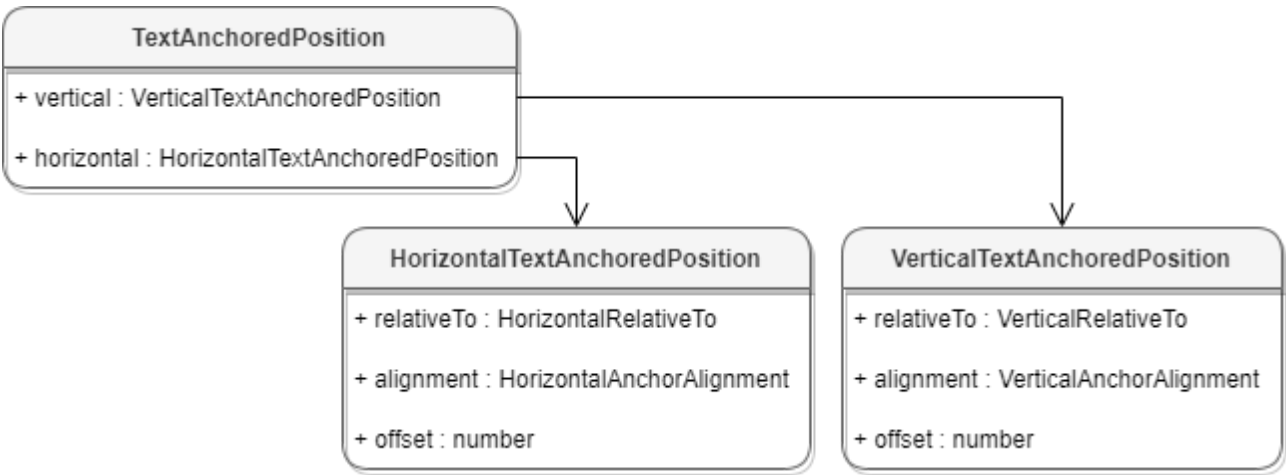 TextAnchoredPosition
+ vertical : VerticalTextAnchoredPosition
+ horizontal : HorizontalTextAnchoredPosition
HorizontalTextAnchoredPosition
+ relativeTo : HorizontalRelativeTo
+ alignment : HorizontalAnchorAlignment
+ offset : number
VerticalTextAnchoredPosition
+ relativeTo : VerticalRelativeTo
+ alignment : VerticalAnchorAlignment
+ offset : number